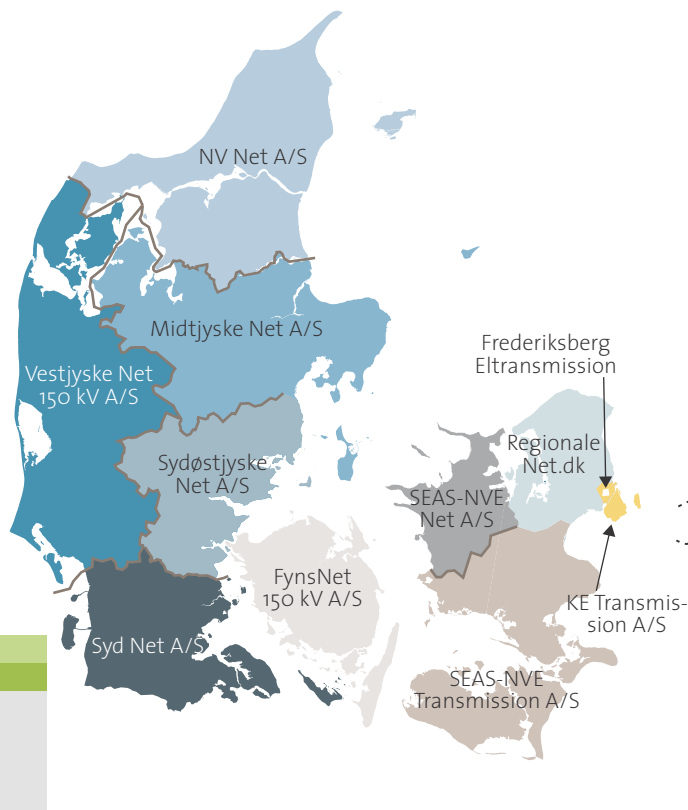 NV Net A/S
Midtjyske Net A/S
Frederiksberg
Eltransmission
Vestjyske Net
150 kV A/S
Regionale
Net.dk
Sydøstjyske
Net A/S
SEAS-NVE
Net A/S
FynsNet
150 kV A/S
KE Transmis-
sion A/S
Syd Net A/S
SEAS-NVE
Transmission A/S